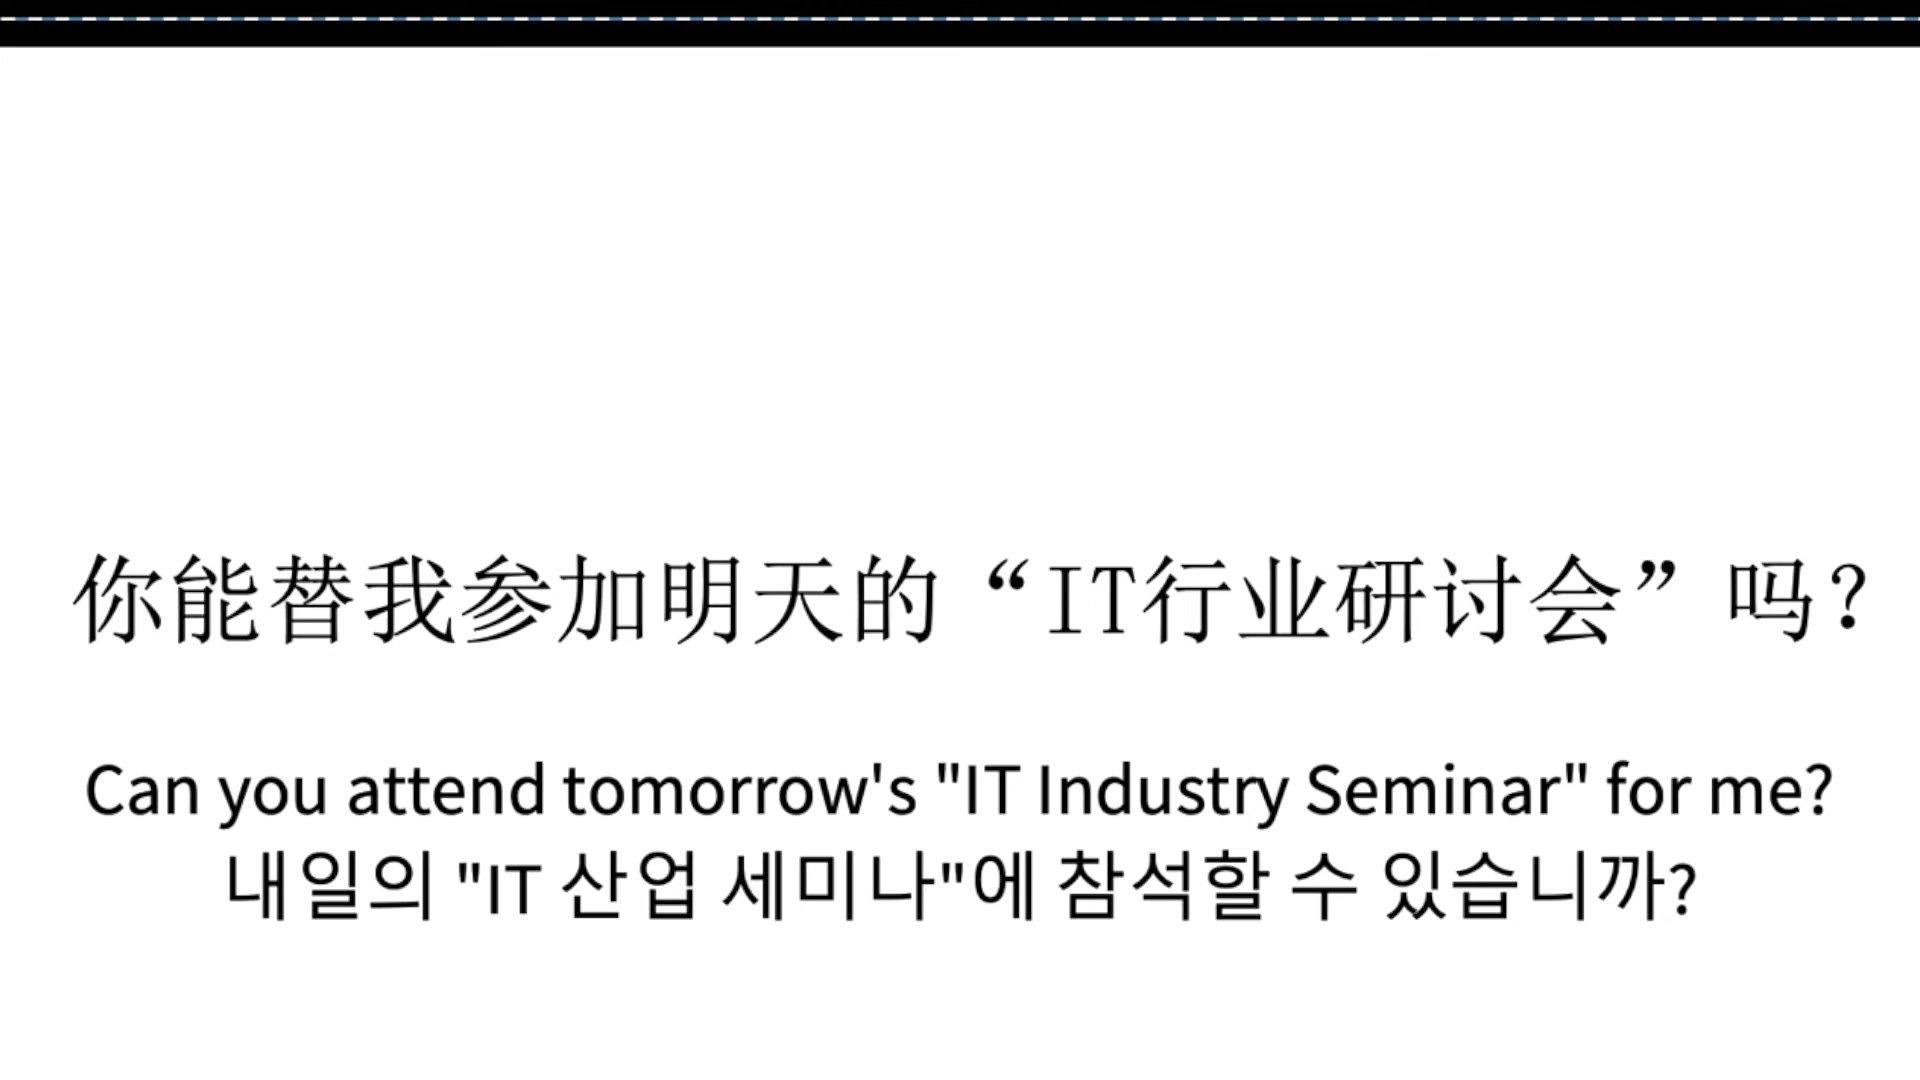 你能替我参加明天的“IT行业研讨会”吗？
Can you attend tomorrow's "IT Industry Seminar" for me?
내일의 "IT 산업 세미나"에 참석할 수 있습니까?